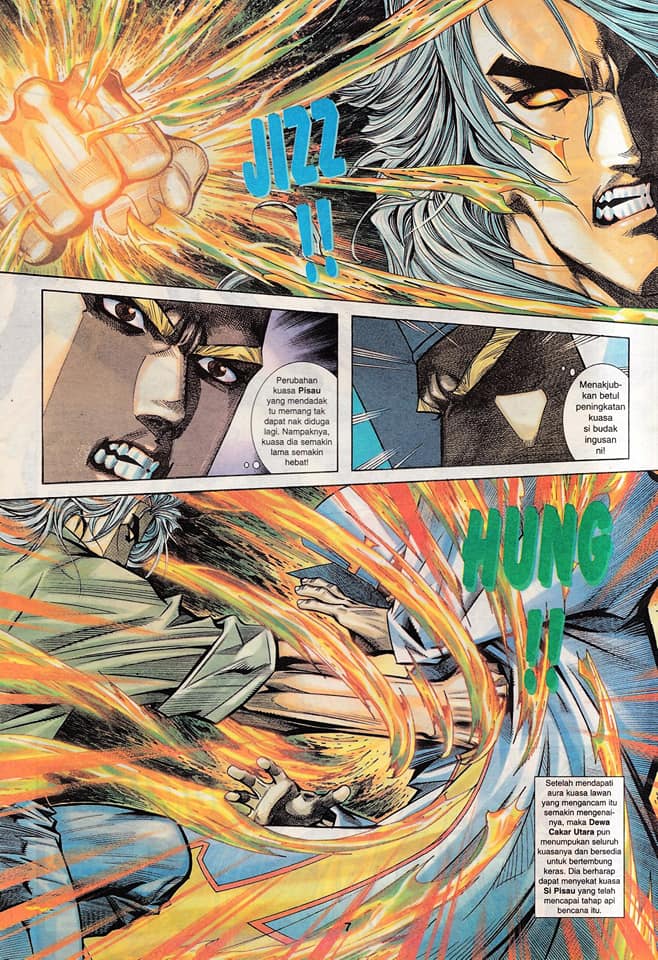 JIZZ
!!
Perubahan
kuasa Pisau
yang mendadak
tu memang tak
dapat nak diduga
lagi. Nampaknya,
kuasa dia semakin
lama semakin
hebat!
Menakjub-
kan betul
peningkatan
kuasa
si budak
ingusan
ni!
HUNG
!!
Setelah mendapati
aura kuasa lawan
yang mengancam itu
semakin mengenai-
nya, maka Dewa
Cakar Utara pun
menumpukan seluruh
kuasanya dan bersedia
untuk bertembung
keras. Dia berharap
dapat menyekat kuasa
Si Pisau yang telah
mencapai tahap api
bencana itu.
7